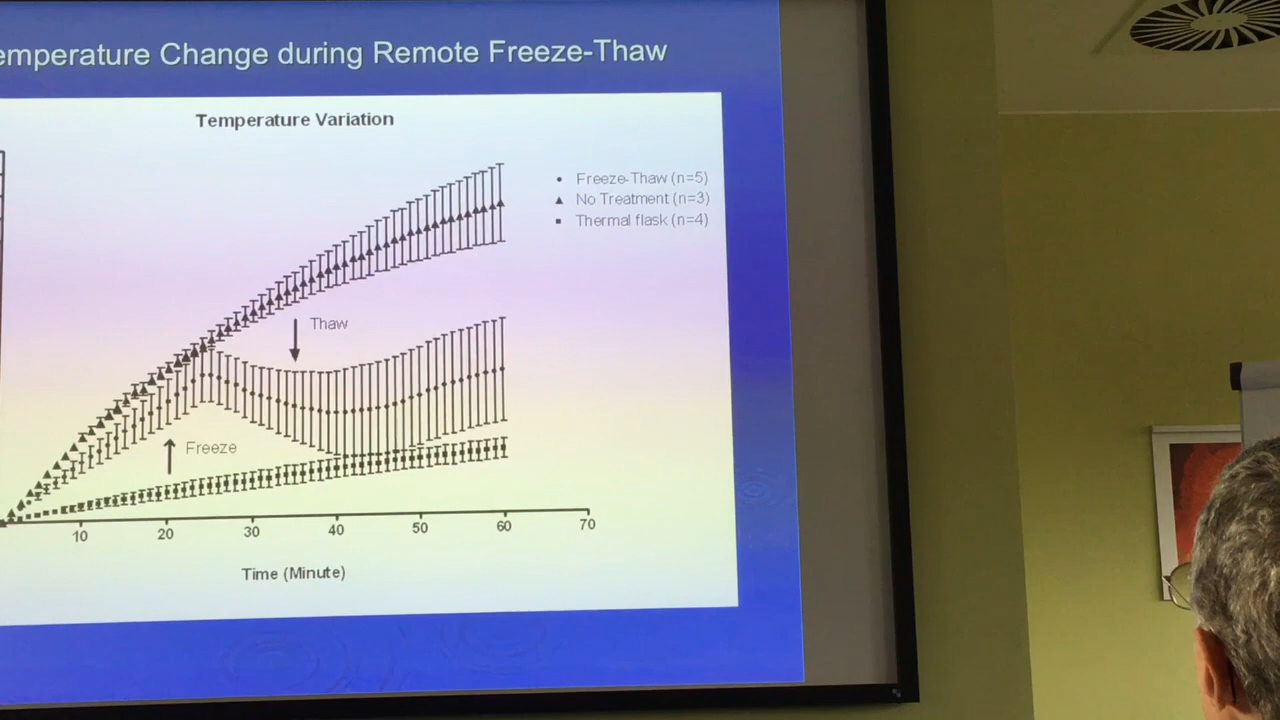 emperature Change during Remote Freeze-Thaw
Temperature Variation
Freeze-Thaw (n=5)
No Treatment (n=3)
Thermal flask (n=4)
Thaw
Freeze
10 20 30 40 50 60 70
Time (Minute)